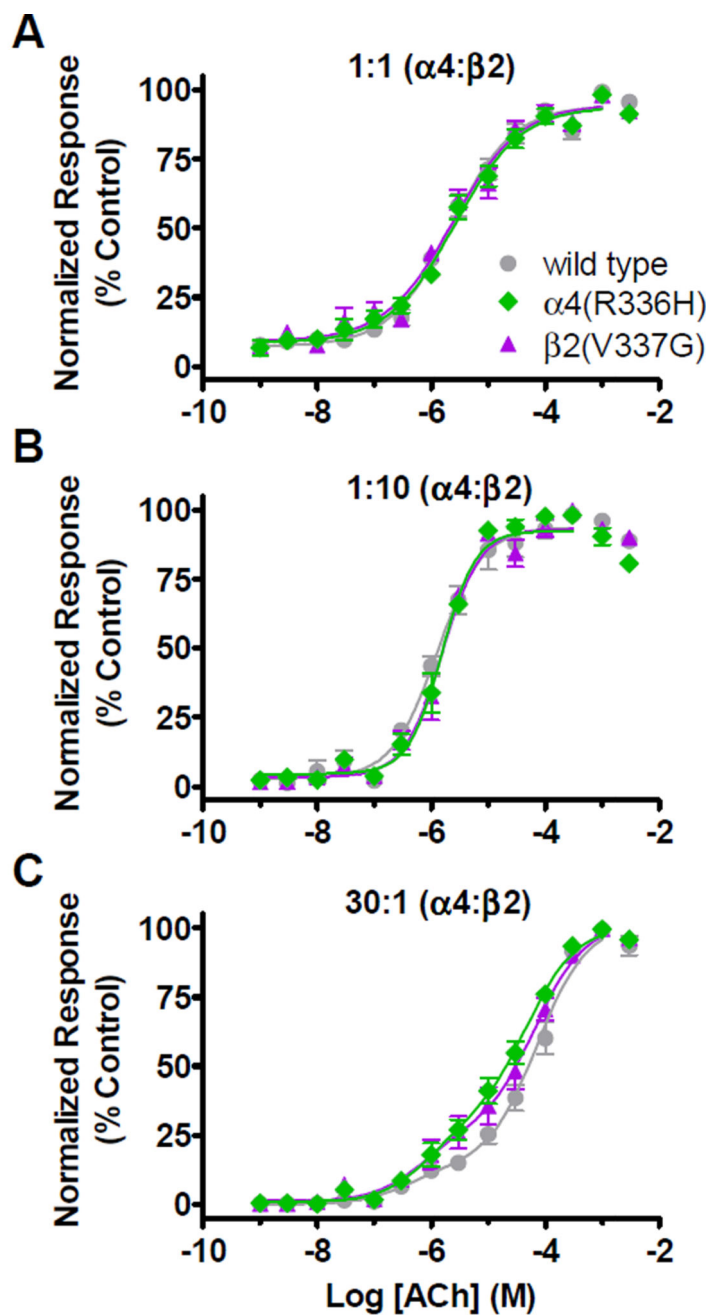 A
1:1 (α4:β2)
Normalized Response
(% Control)
100
75
50
25
0
wild type
α4(R336H)
β2(V337G)
-10 -8 -6 -4 -2
B
1:10 (α4:β2)
Normalized Response
(% Control)
100
75
50
25
0
-10 -8 -6 -4 -2
C
30:1 (α4:β2)
Normalized Response
(% Control)
100
75
50
25
0
-10 -8 -6 -4 -2
Log [ACh] (M)